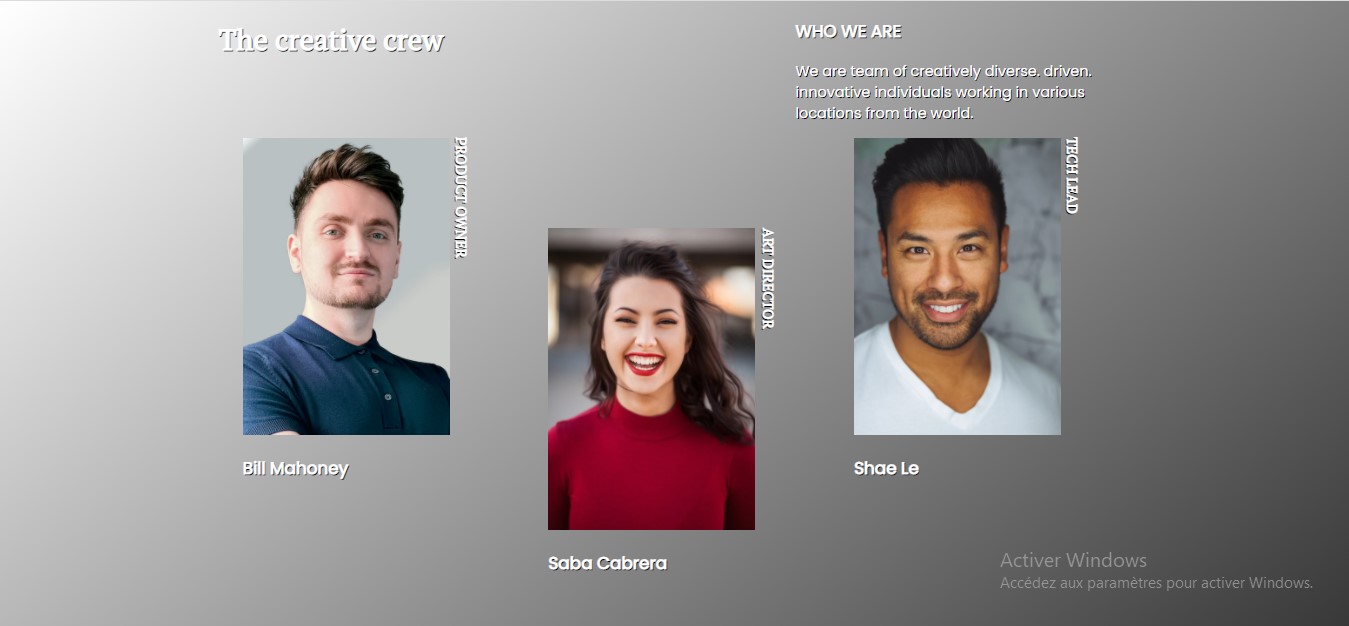 The creative crew
WHO WE ARE
We are team of creatively diverse. driven.
innovative individuals working in various
locations from the world.
PRODUCT OWNER
Bill Mahoney
ART DIRECTOR
Saba Cabrera
TECH LEAD
Shae Le
Activer Windows
Accédez aux paramètres pour activer Windows.